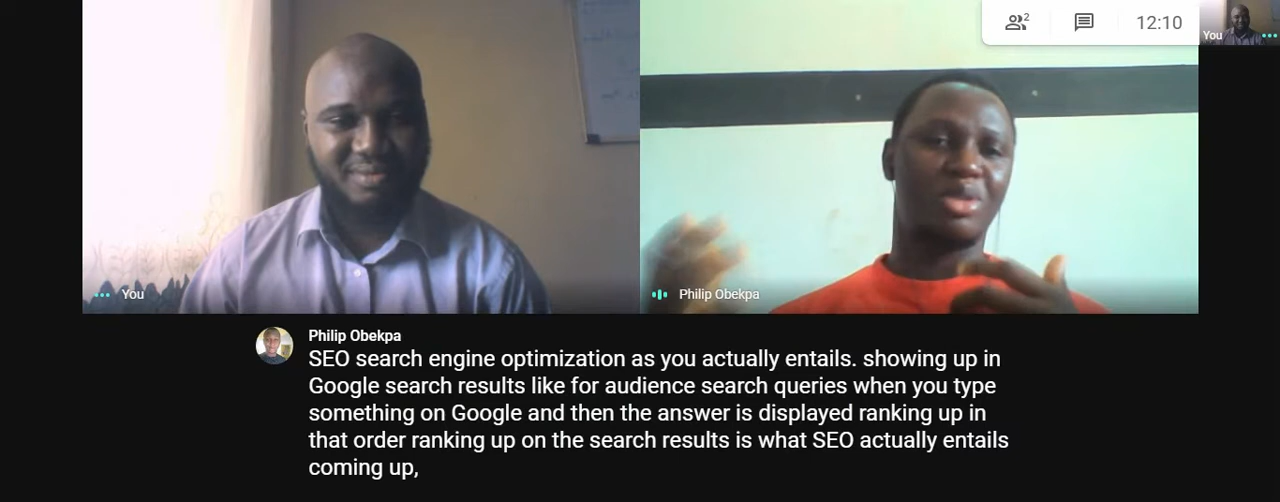 2
12:10
You
You
Philip Obekpa
Philip Obekpa
SEO search engine optimization as you actually entails. showing up in
Google search results like for audience search queries when you type
something on Google and then the answer is displayed ranking up in
that order ranking up on the search results is what SEO actually entails
coming up,